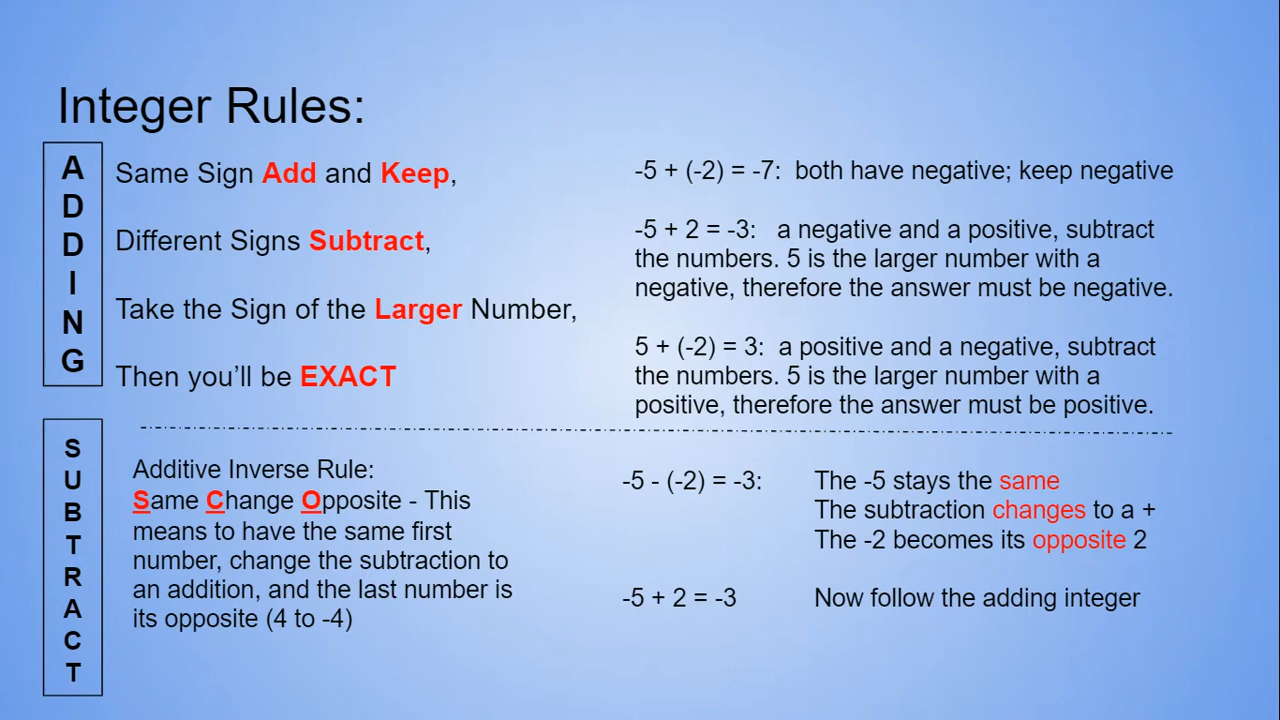 Integer Rules:
ADDING
Same Sign Add and Keep,
Different Signs Subtract,
Take the Sign of the Larger Number,
Then you’ll be EXACT
-5 + (-2) = -7: both have negative; keep negative
-5 + 2 = -3: a negative and a positive, subtract
the numbers. 5 is the larger number with a
negative, therefore the answer must be negative.
5 + (-2) = 3: a positive and a negative, subtract
the numbers. 5 is the larger number with a
positive, therefore the answer must be positive.
SUBTRACT
Additive Inverse Rule:
Same Change Opposite - This
means to have the same first
number, change the subtraction to
an addition, and the last number is
its opposite (4 to -4)
-5 - (-2) = -3: The -5 stays the same
The subtraction changes to a +
The -2 becomes its opposite 2
-5 + 2 = -3 Now follow the adding integer